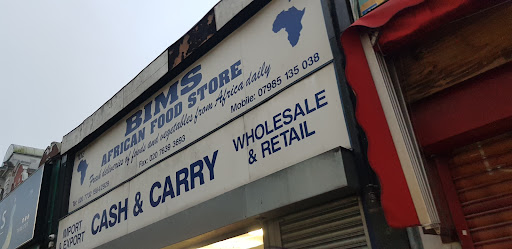 BIMS
AFRICAN FOOD STORE
Fresh deliveries of foods and vegetables from Africa daily
Fax: 020 7639 3693 Mobile: 07985 135 038
IMPORT & EXPORT
CASH & CARRY
WHOLESALE & RETAIL
S